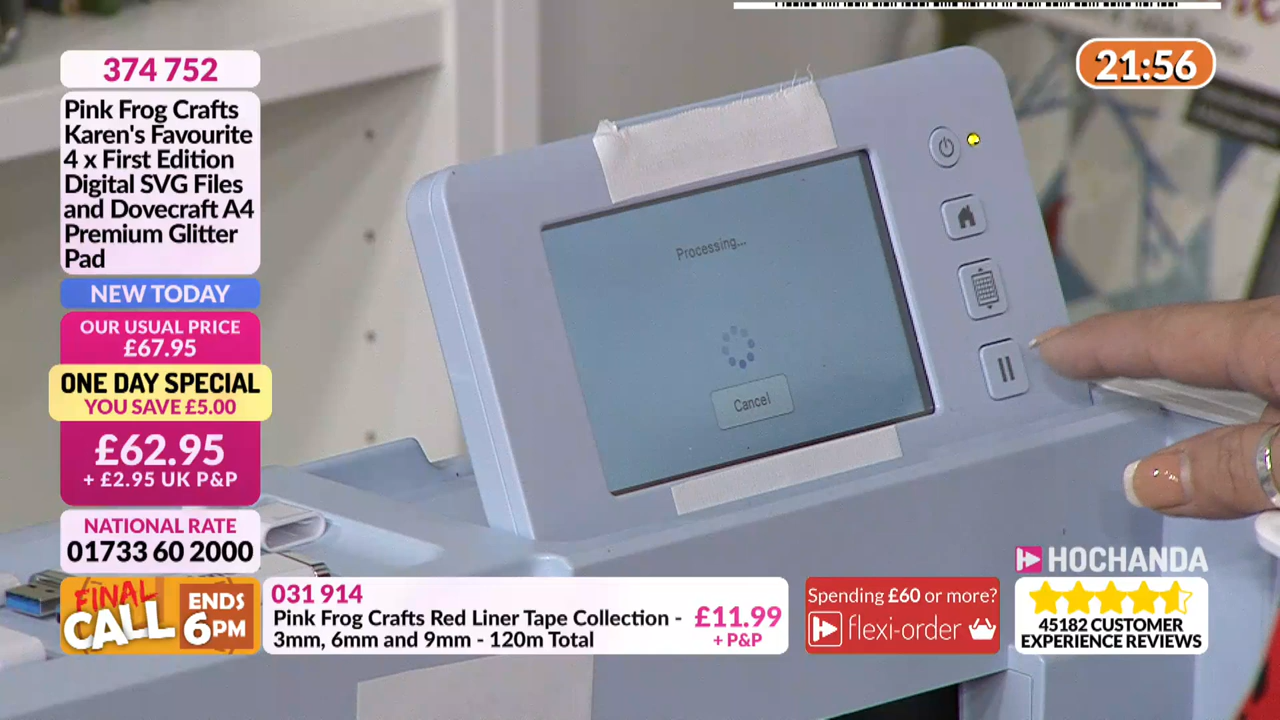 374 752
21:56
Pink Frog Crafts
Karen's Favourite
4 x First Edition
Digital SVG Files
and Dovecraft A4
Premium Glitter
Pad
NEW TODAY
OUR USUAL PRICE
£67.95
ONE DAY SPECIAL
YOU SAVE £5.00
£62.95
+ £2.95 UK P&P
NATIONAL RATE
01733 60 2000
Processing...
Cancel
HOCHANDA
FINAL
CALL
ENDS
6PM
031 914
Pink Frog Crafts Red Liner Tape Collection -
3mm, 6mm and 9mm - 120m Total
£11.99
+ P&P
Spending £60 or more?
flexi-order
45182 CUSTOMER
EXPERIENCE REVIEWS